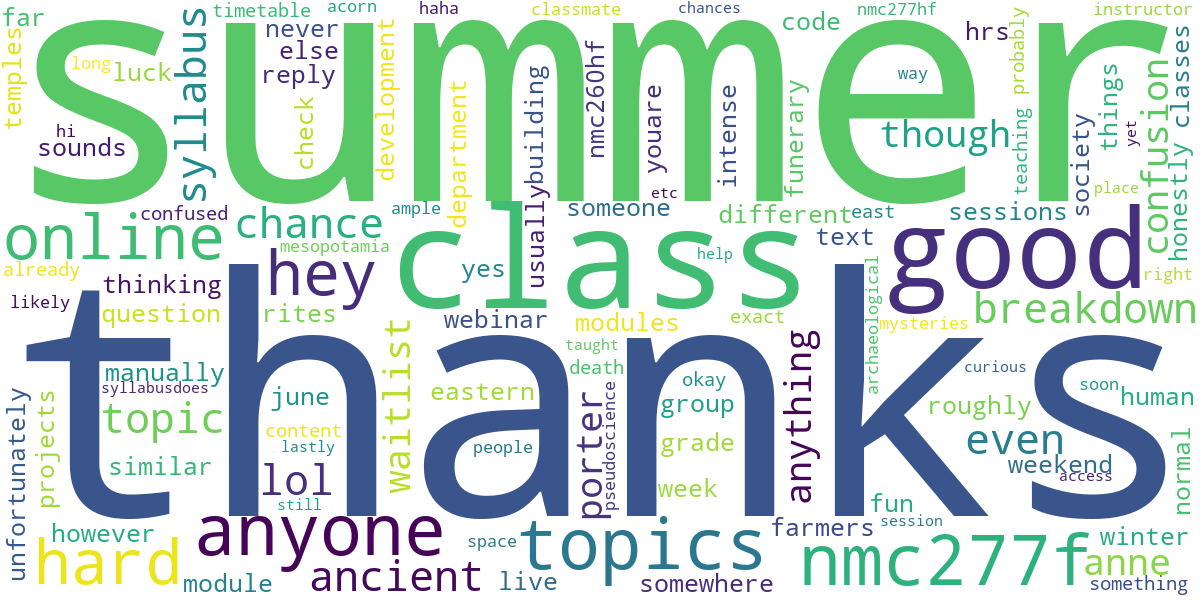 far
timetable
acorn
haha
classmate
chances
nmc277hf
instructor
summer
syllabus
never
else
reply
code
hrs
temples
long
luck
hi
sounds
check
development
department
building
usually
nmc260hf
youare
intense
funerary
way
though
teaching
probably
society
things
yet
confusion
classes
honestly
place
etc
confused
chance
ample
someone
different
east
sessions
online
mesopotamia
class
help
text
good
already
hey
yes
right
likely
thinking
question
rites
webinar
modules
exact
archaeological
mysteries
breakdown
thanks
waitlist
taught
death
anything
curious
manually
syllabusdoes
june
eastern
okay
soon
human
unfortunately
projects
topic
content
porter
pseudoscience
group
roughly
similar
lastly
people
grade
even
weekend
access
normal
lol
still
week
fun
however
anyone
space
topics
farmers
session
winter
hard
module
ancient
live
somewhere
nmc277f
anne
something